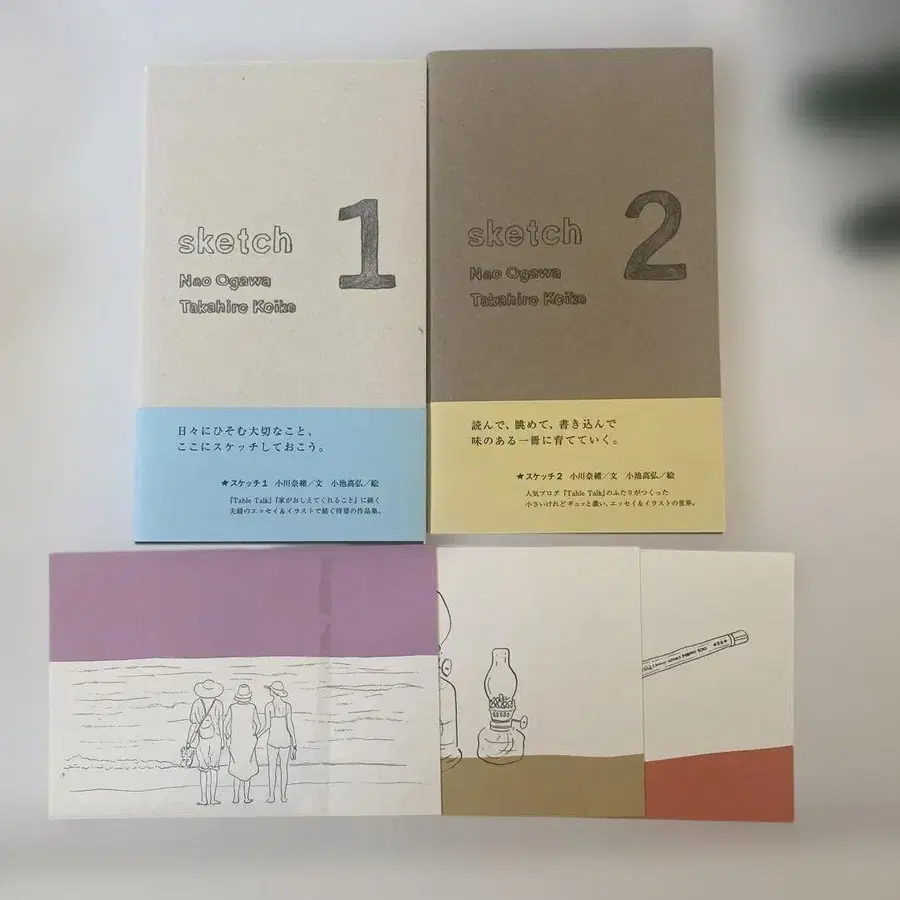 sketch
1
Nao Ogawa
Takahiro Koike
日々にひそむ大切なこと、
ここにスケッチしておこう。
★スケッチ1 小川奈緒／文 小池高弘／絵
『Table Talk』『家がおしえてくれること』に続く
夫婦のエッセイ&イラストで紡ぐ待望の作品集。
sketch
2
Nao Ogawa
Takahiro Koike
読んで、眺めて、書き込んで
味のある一冊に育てていく。
★スケッチ2 小川奈緒／文 小池高弘／絵
人気ブログ『Table Talk』のふたりがつくった
小さいけれどギュッと濃い、エッセイ&イラストの世界。